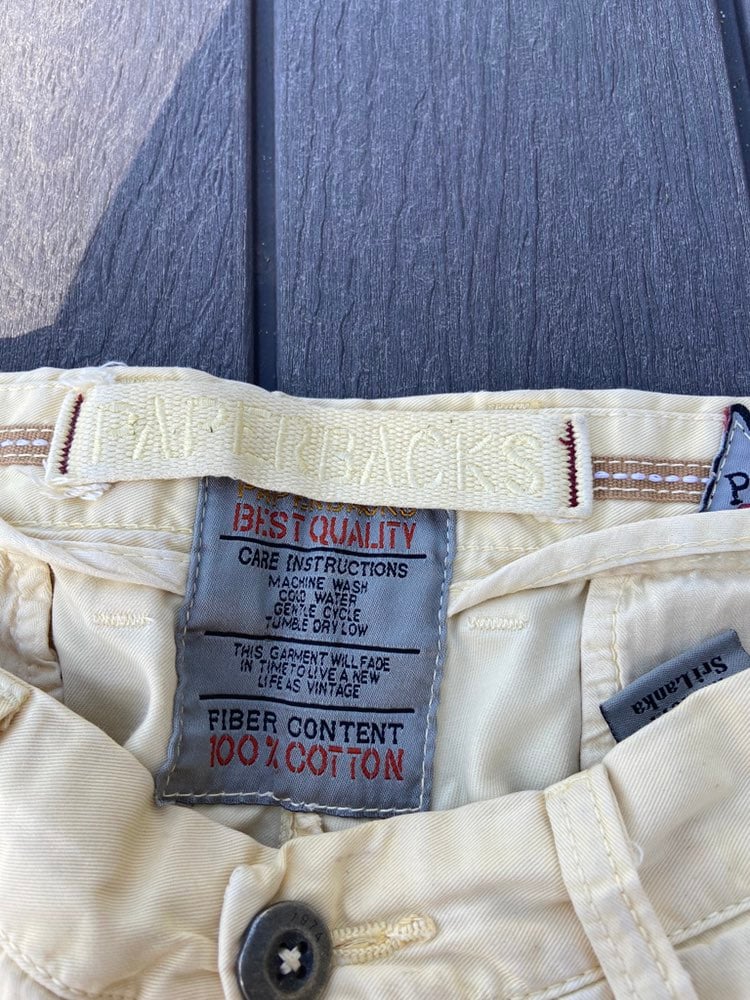 PAPERBACKS
BEST QUALITY
CARE INSTRUCTIONS
MACHINE WASH
COLD WATER
GENTLE CYCLE
TUMBLE DRY LOW
THIS GARMENT WILL FADE
IN TIME TO LIVE A NEW
LIFE AS VINTAGE
FIBER CONTENT
100% COTTON
Sri Lanka
P
1974